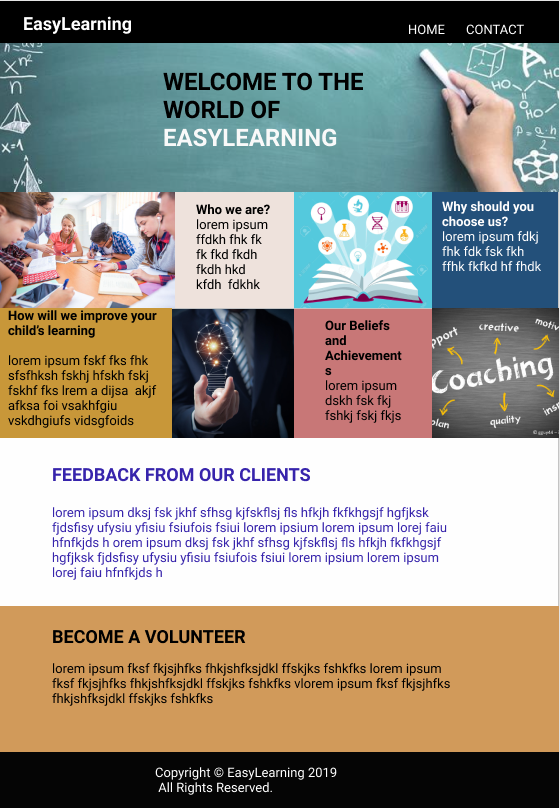 EasyLearning
HOME CONTACT
WELCOME TO THE
WORLD OF
EASYLEARNING
Who we are?
lorem ipsum
ffdkh fhk fk
fk fkd fkdh
fkdh hkd
kfdh fdkhk
Why should you
choose us?
lorem ipsum fdkj
fhk fdk fsk fkh
ffhk fkfkd hf fhdk
How will we improve your
child's learning
lorem ipsum fskf fks fhk
sfsfhksh fskhj hfskh fskj
fskhf fks lrem a dijsa akjf
afksa foi vsakhfgiu
vskdhgiufs vidsgfoids
Our Beliefs
and
Achievement
s
lorem ipsum
dskh fsk fkj
fshkj fskj fkjs
pport
creative
motiv
Coaching
plan
quality
insp
FEEDBACK FROM OUR CLIENTS
lorem ipsum dksj fsk jkhf sfhsg kjfskflsj fls hfkjh fkfkhgsjf hgfjksk
fjdsfisy ufysiu yfisiu fsiufois fsiui lorem ipsium lorem ipsum lorej faiu
hfnfkjds h orem ipsum dksj fsk jkhf sfhsg kjfskflsj fls hfkjh fkfkhgsjf
hgfjksk fjdsfisy ufysiu yfisiu fsiufois fsiui lorem ipsium lorem ipsum
lorej faiu hfnfkjds h
BECOME A VOLUNTEER
lorem ipsum fksf fkjsjhfks fhkjshfksjdkl ffskjks fshkfks lorem ipsum
fksf fkjsjhfks fhkjshfksjdkl ffskjks fshkfks vlorem ipsum fksf fkjsjhfks
fhkjshfksjdkl ffskjks fshkfks
Copyright © EasyLearning 2019
All Rights Reserved.